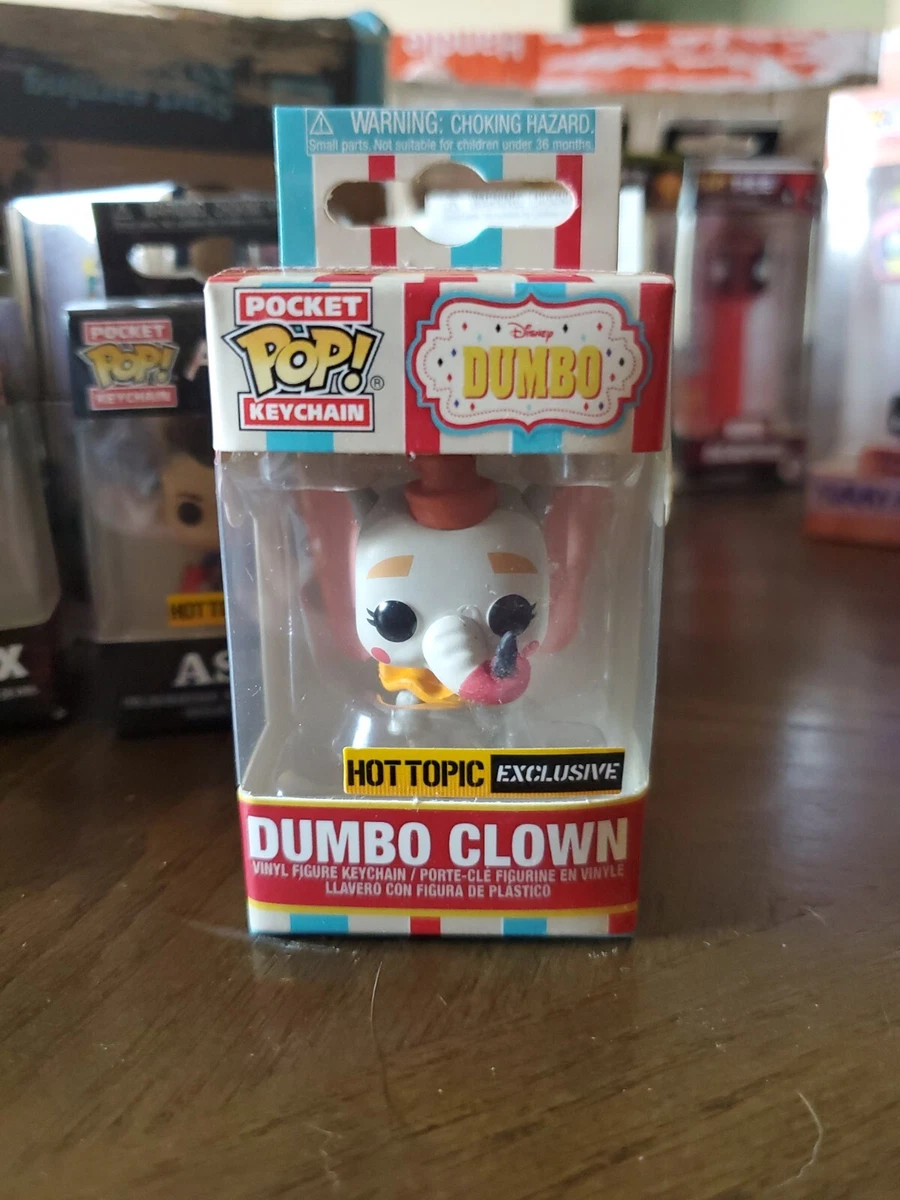 WARNING: CHOKING HAZARD.
Small parts. Not suitable for children under 36 months.
POCKET
POP!®
KEYCHAIN
Disney
DUMBO
HOT TOPIC EXCLUSIVE
DUMBO CLOWN
VINYL FIGURE KEYCHAIN / PORTE-CLÉ FIGURINE EN VINYLE
LLAVERO CON FIGURA DE PLÁSTICO
POCKET
POP!
KEYCHAIN
HOT T
AS
X